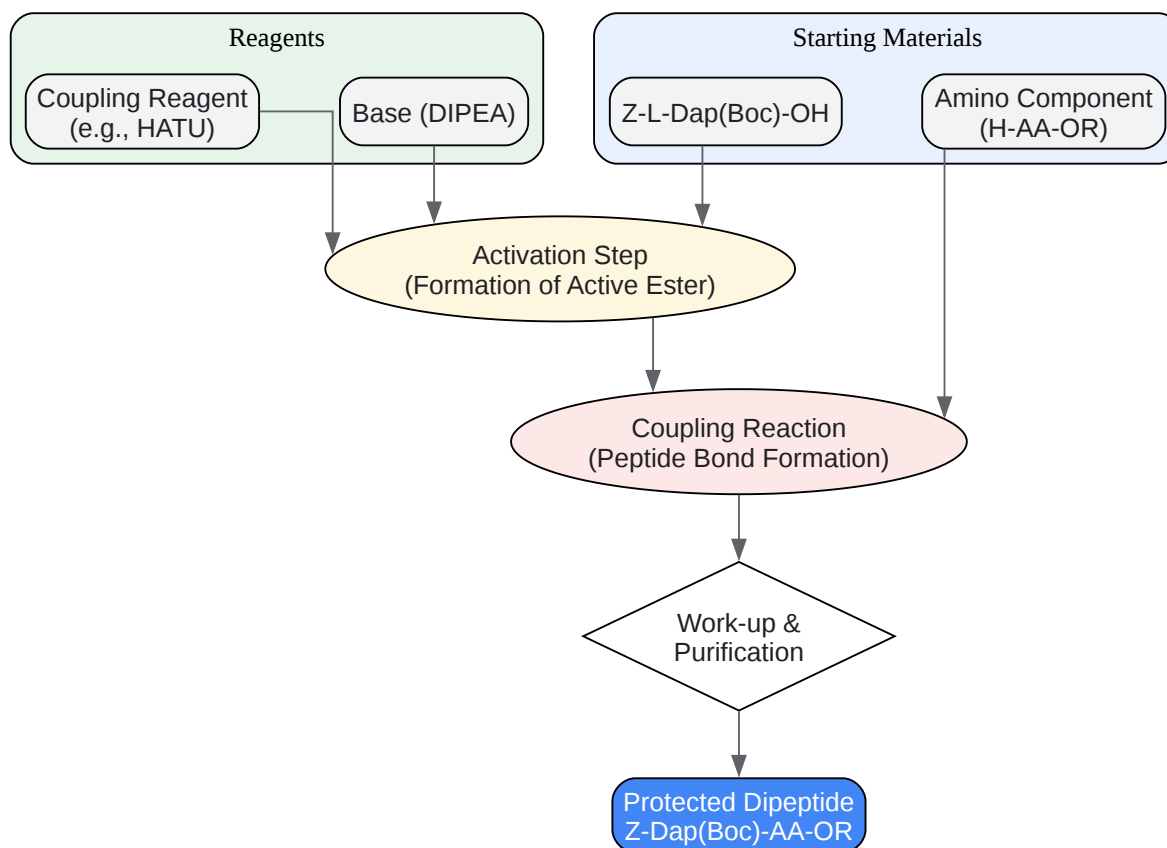 Reagents
Starting Materials
Coupling Reagent
(e.g., HATU)
Base (DIPEA)
Z-L-Dap(Boc)-OH
Amino Component
(H-AA-OR)
Activation Step
(Formation of Active Ester)
Coupling Reaction
(Peptide Bond Formation)
Work-up &
Purification
Protected Dipeptide
Z-Dap(Boc)-AA-OR